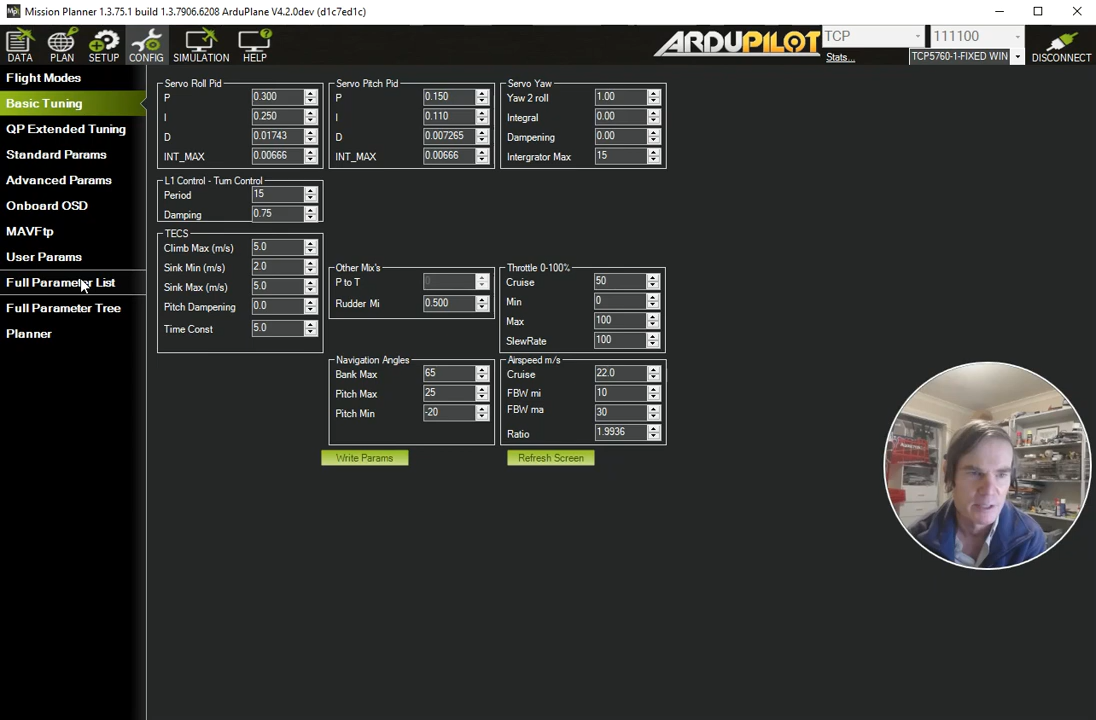 Mission Planner 1.3.75.1 build 1.3.7906.6208 ArduPlane V4.2.0dev (d1c7ed1c)
DATA PLAN SETUP CONFIG SIMULATION HELP
ARDUPILOT
TCP 111100
Stats... TCP5760-1-FIXED WIN DISCONNECT
Flight Modes
Basic Tuning
QP Extended Tuning
Standard Params
Advanced Params
Onboard OSD
MAVFtp
User Params
Full Parameter List
Full Parameter Tree
Planner
Servo Roll Pid
P 0.300
I 0.250
D 0.01743
INT_MAX 0.00666
Servo Pitch Pid
P 0.150
I 0.110
D 0.007265
INT_MAX 0.00666
Servo Yaw
Yaw 2 roll 1.00
Integral 0.00
Dampening 0.00
Intergrator Max 15
L1 Control - Turn Control
Period 15
Damping 0.75
TECS
Climb Max (m/s) 5.0
Sink Min (m/s) 2.0
Sink Max (m/s) 5.0
Pitch Dampening 0.0
Time Const 5.0
Other Mix's
P to T 0
Rudder Mi 0.500
Throttle 0-100%
Cruise 50
Min 0
Max 100
SlewRate 100
Navigation Angles
Bank Max 65
Pitch Max 25
Pitch Min -20
Airspeed m/s
Cruise 22.0
FBW mi 10
FBW ma 30
Ratio 1.9936
Write Params
Refresh Screen